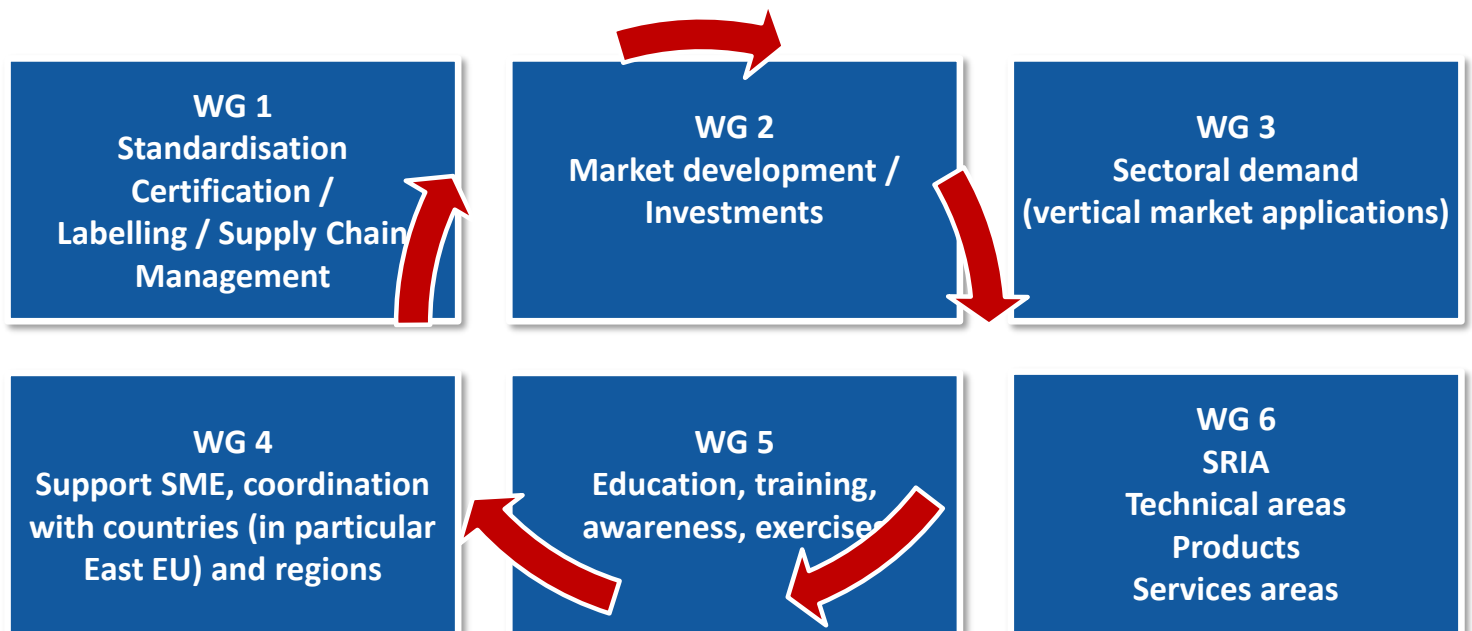 WG 1
Standardisation
Certification /
Labelling / Supply Chain
Management
WG 2
Market development /
Investments
WG 3
Sectoral demand
(vertical market applications)
WG 4
Support SME, coordination
with countries (in particular
East EU) and regions
WG 5
Education, training,
awareness, exercises
WG 6
SRIA
Technical areas
Products
Services areas